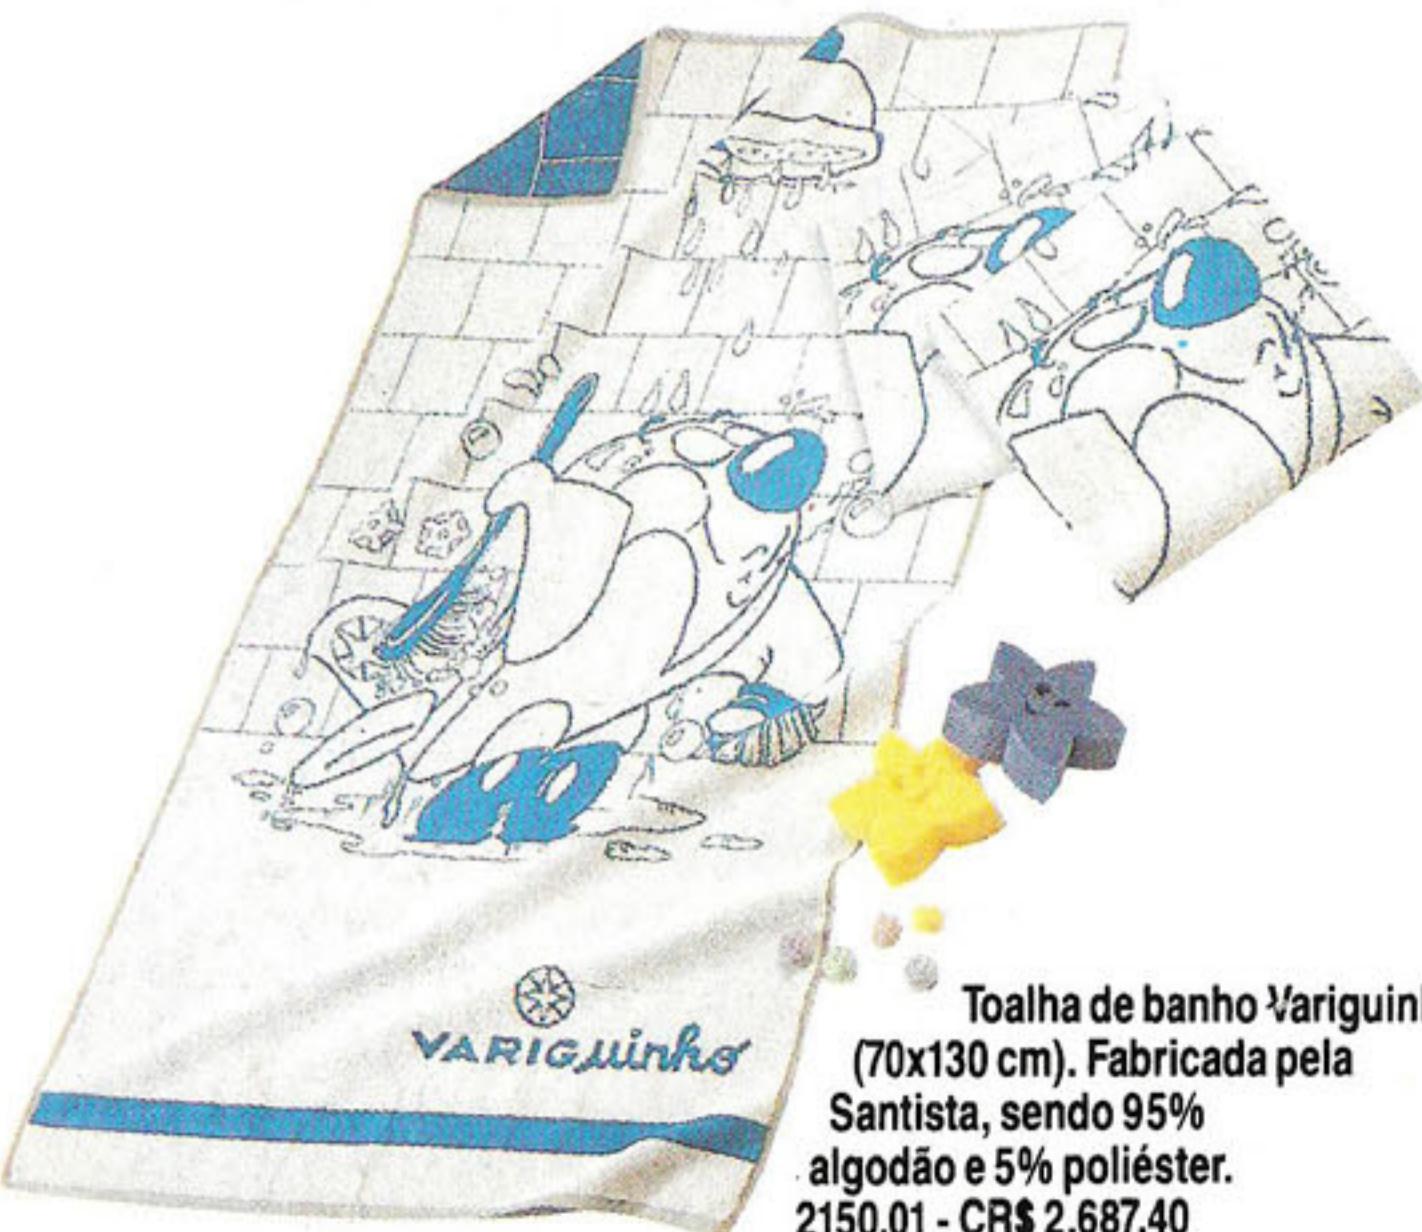 VARIGuinho
Toalha de banho
(70x130 cm). Fabricada pela
Santista, sendo 95%
algodão e 5% poliéster.
2150.01 - CR$ 2.687,40